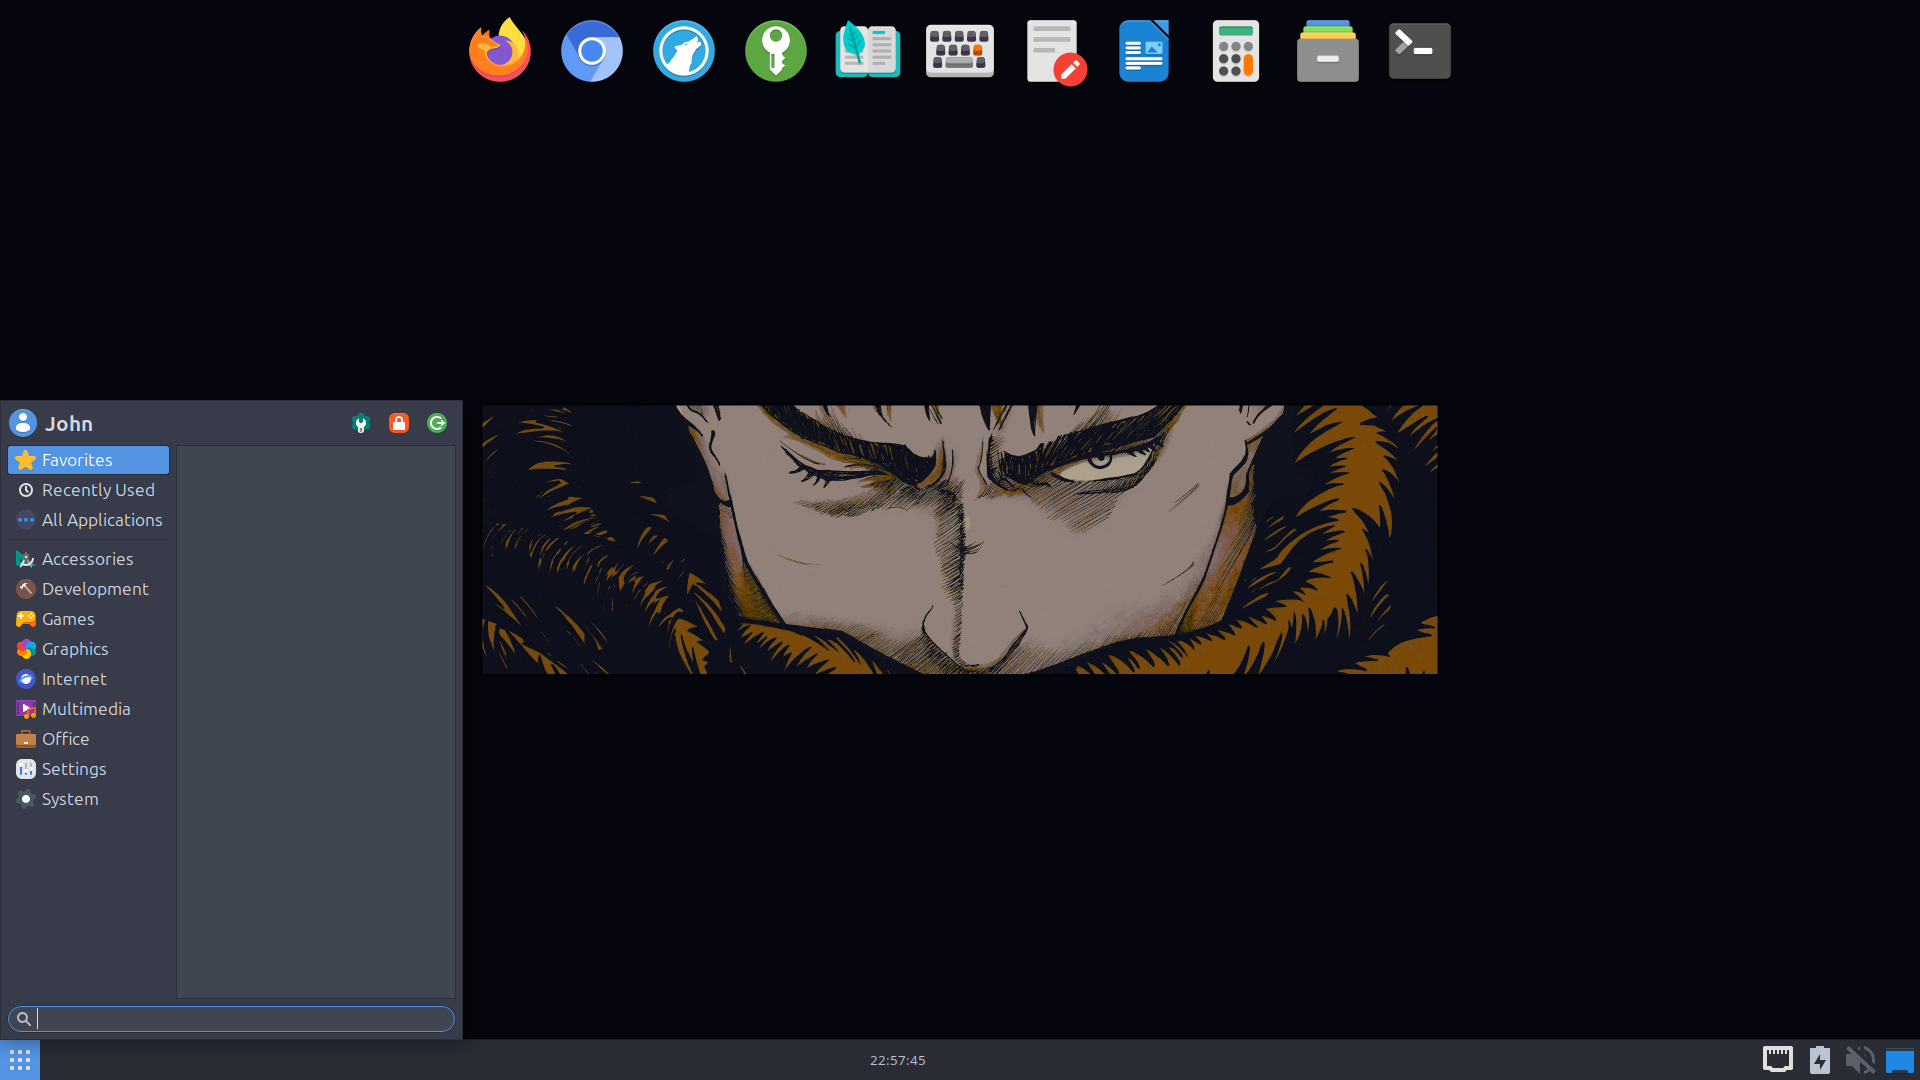 John
Favorites
Recently Used
All Applications
Accessories
Development
Games
Graphics
Internet
Multimedia
Office
Settings
System
22:57:45